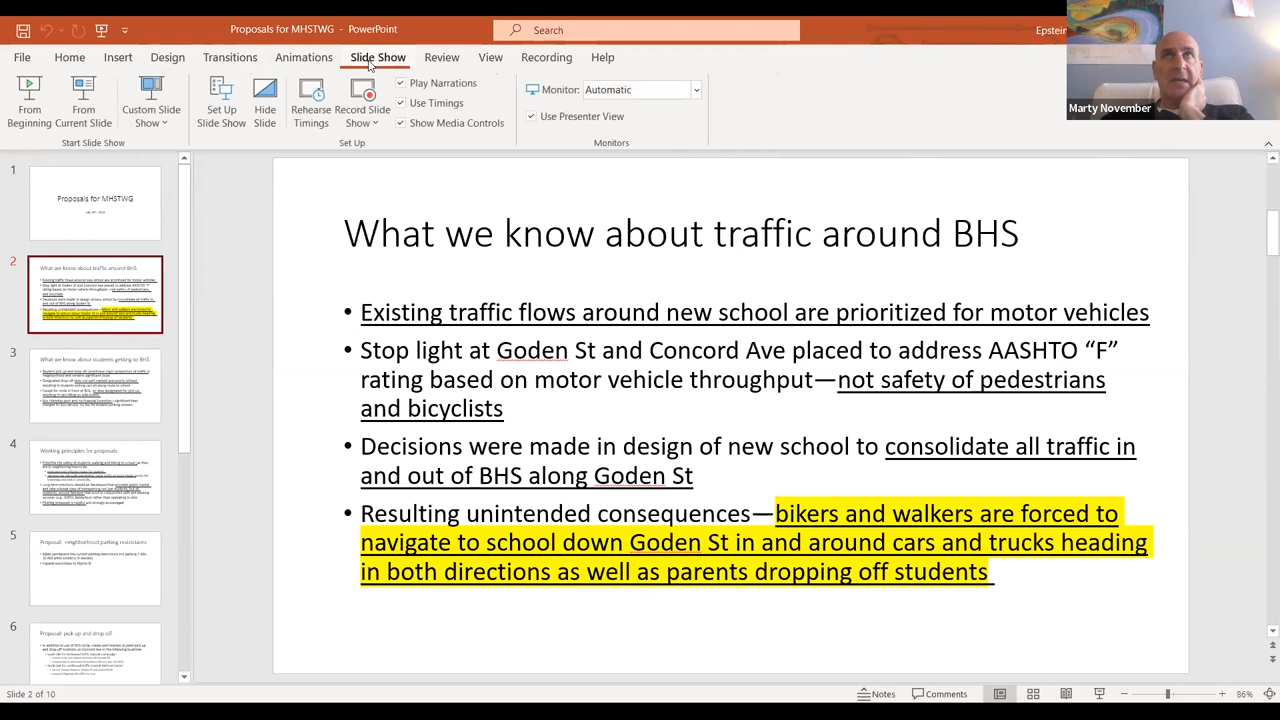 Proposals for MHSTWG - PowerPoint
Search
Epstein
File Home Insert Design Transitions Animations Slide Show Review View Recording Help
From Beginning
From Current Slide
Custom Slide Show
Set Up Slide Show
Hide Slide
Rehearse Timings
Record Slide Show
Play Narrations
Use Timings
Show Media Controls
Monitor: Automatic
Use Presenter View
Start Slide Show
Set Up
Monitors
Marty November
1
Proposals for MHSTWG
2
What we know about traffic around BHS
3
What we know about students getting to BHS
4
Working principles for proposals
5
Proposal: neighborhood parking restrictions
6
Proposal: pick up and drop off
What we know about traffic around BHS
• Existing traffic flows around new school are prioritized for motor vehicles
• Stop light at Goden St and Concord Ave placed to address AASHTO “F”
rating based on motor vehicle throughput—not safety of pedestrians
and bicyclists
• Decisions were made in design of new school to consolidate all traffic in
and out of BHS along Goden St
• Resulting unintended consequences—bikers and walkers are forced to
navigate to school down Goden St in and around cars and trucks heading
in both directions as well as parents dropping off students
Slide 2 of 10
Notes
Comments
86%